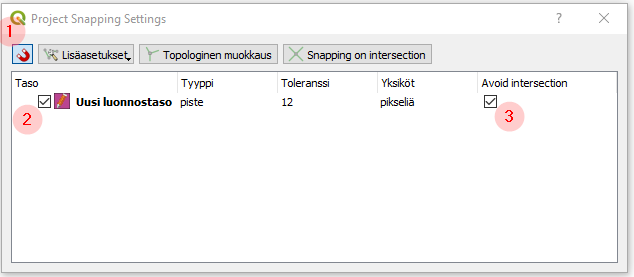 Project Snapping Settings
1
Lisäasetukset Topologinen muokkaus Snapping on intersection
Taso Tyyppi Toleranssi Yksiköt Avoid intersection
Uusi luonnostaso piste 12 pikseliä
2 3